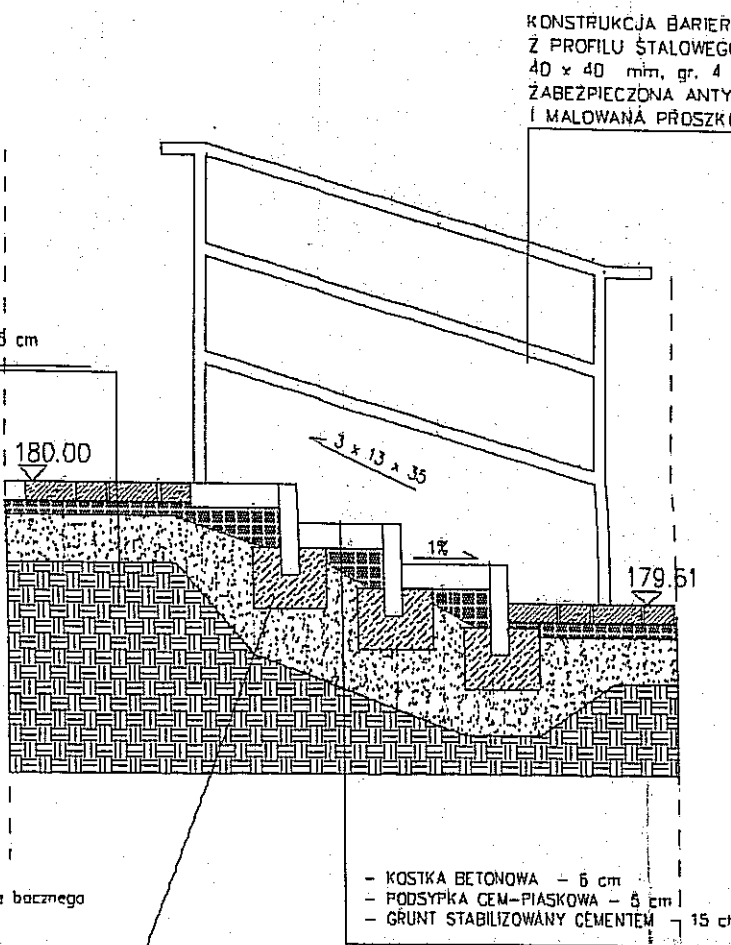 KONSTRUKCJA BARIER
Z PROFILU STALOWEGO
40 x 40 mm, gr. 4
ZABEZPIECZONA ANTY
I MALOWANA PROSZK
cm
180.00
3 x 13 x 35
1%
179.61
bocznego
- KOSTKA BETONOWA - 6 cm
- PODSYPKA CEM-PIASKOWA - 5 cm
- GRUNT STABILIZOWANY CEMENTEM - 15 c